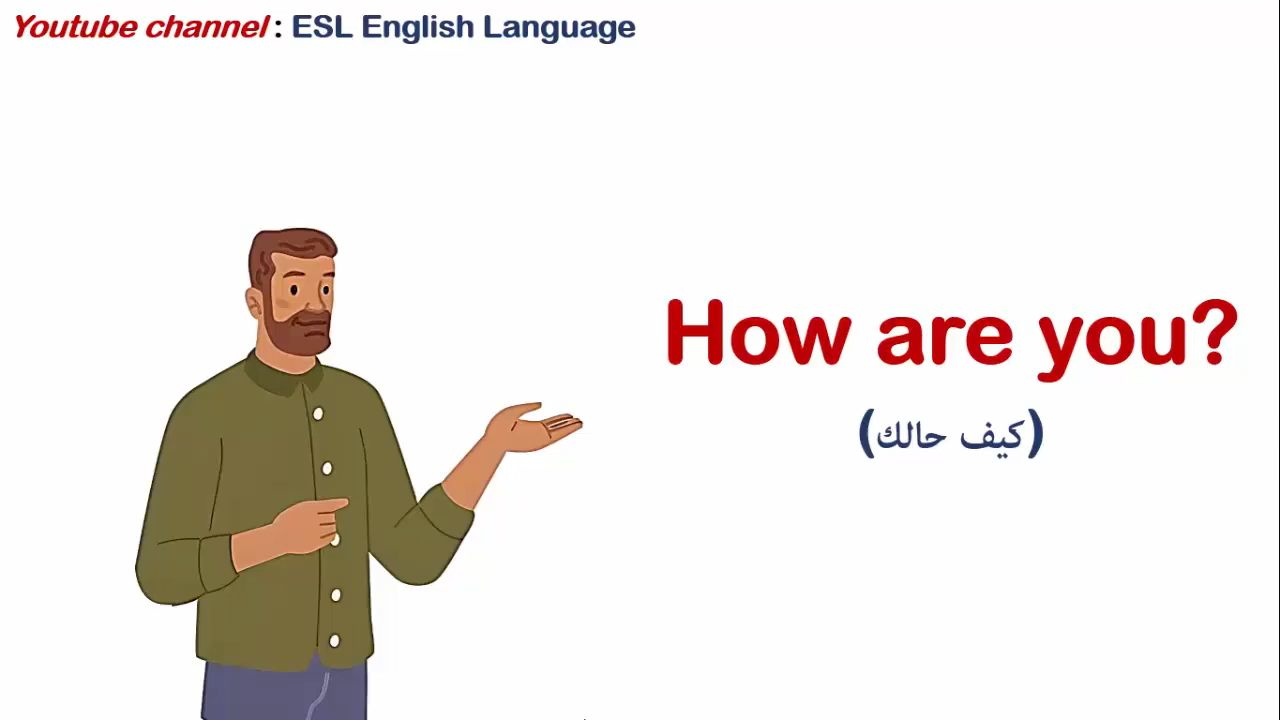 Youtube channel : ESL English Language
How are you?
(كيف حالك)